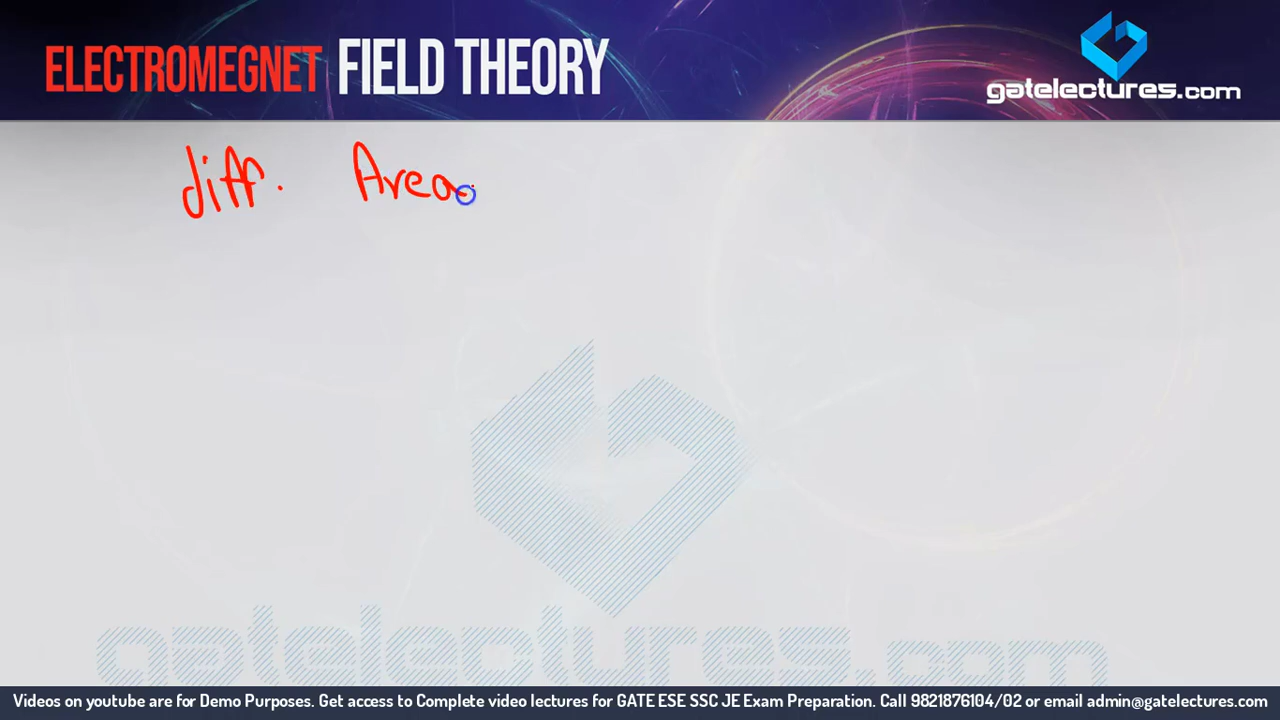 ELECTROMEGNET FIELD THEORY
gatelectures.com
diff. Area
gatelectures.com
Videos on youtube are for Demo Purposes. Get access to Complete video lectures for GATE ESE SSC JE Exam Preparation. Call 9821876104/02 or email admin@gatelectures.com